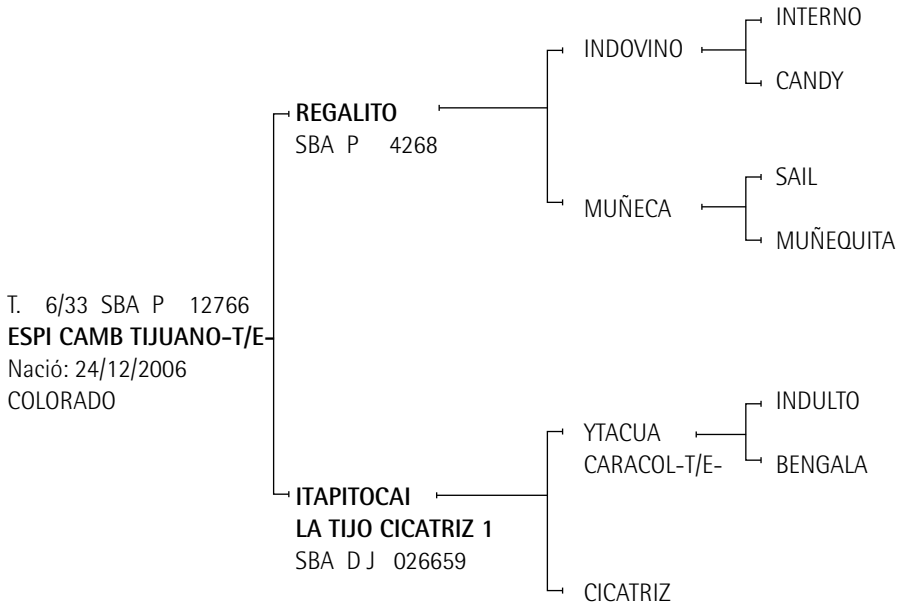 INTERNO
INDOVINO
CANDY
REGALITO
SBA P 4268
SAIL
MUÑECA
MUÑEQUITA
T. 6/33 SBA P 12766
ESPI CAMB TIJUANO-T/E-
Nació: 24/12/2006
COLORADO
INDULTO
YTACUA
CARACOL-T/E-
BENGALA
ITAPITOCAI
LA TIJO CICATRIZ 1
SBA D J 026659
CICATRIZ